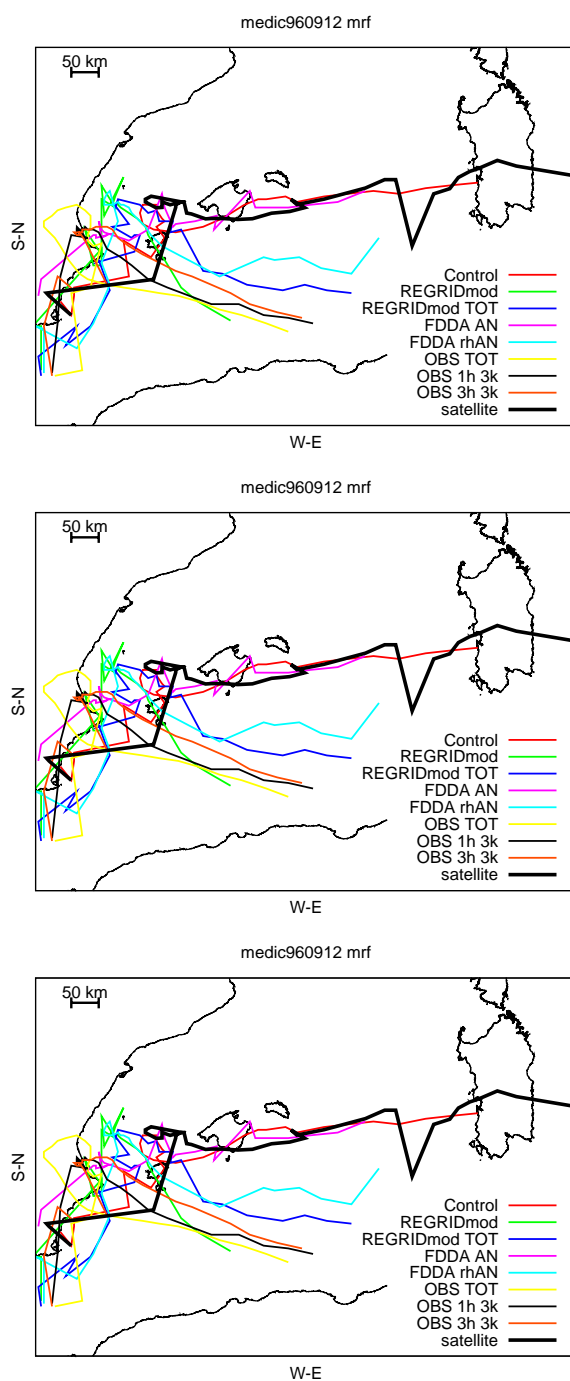 medic960912 mrf
50 km
S-N
Control
REGRIDmod
REGRIDmod TOT
FDDA AN
FDDA rhAN
OBS TOT
OBS 1h 3k
OBS 3h 3k
satellite
W-E
medic960912 mrf
50 km
S-N
Control
REGRIDmod
REGRIDmod TOT
FDDA AN
FDDA rhAN
OBS TOT
OBS 1h 3k
OBS 3h 3k
satellite
W-E
medic960912 mrf
50 km
S-N
Control
REGRIDmod
REGRIDmod TOT
FDDA AN
FDDA rhAN
OBS TOT
OBS 1h 3k
OBS 3h 3k
satellite
W-E